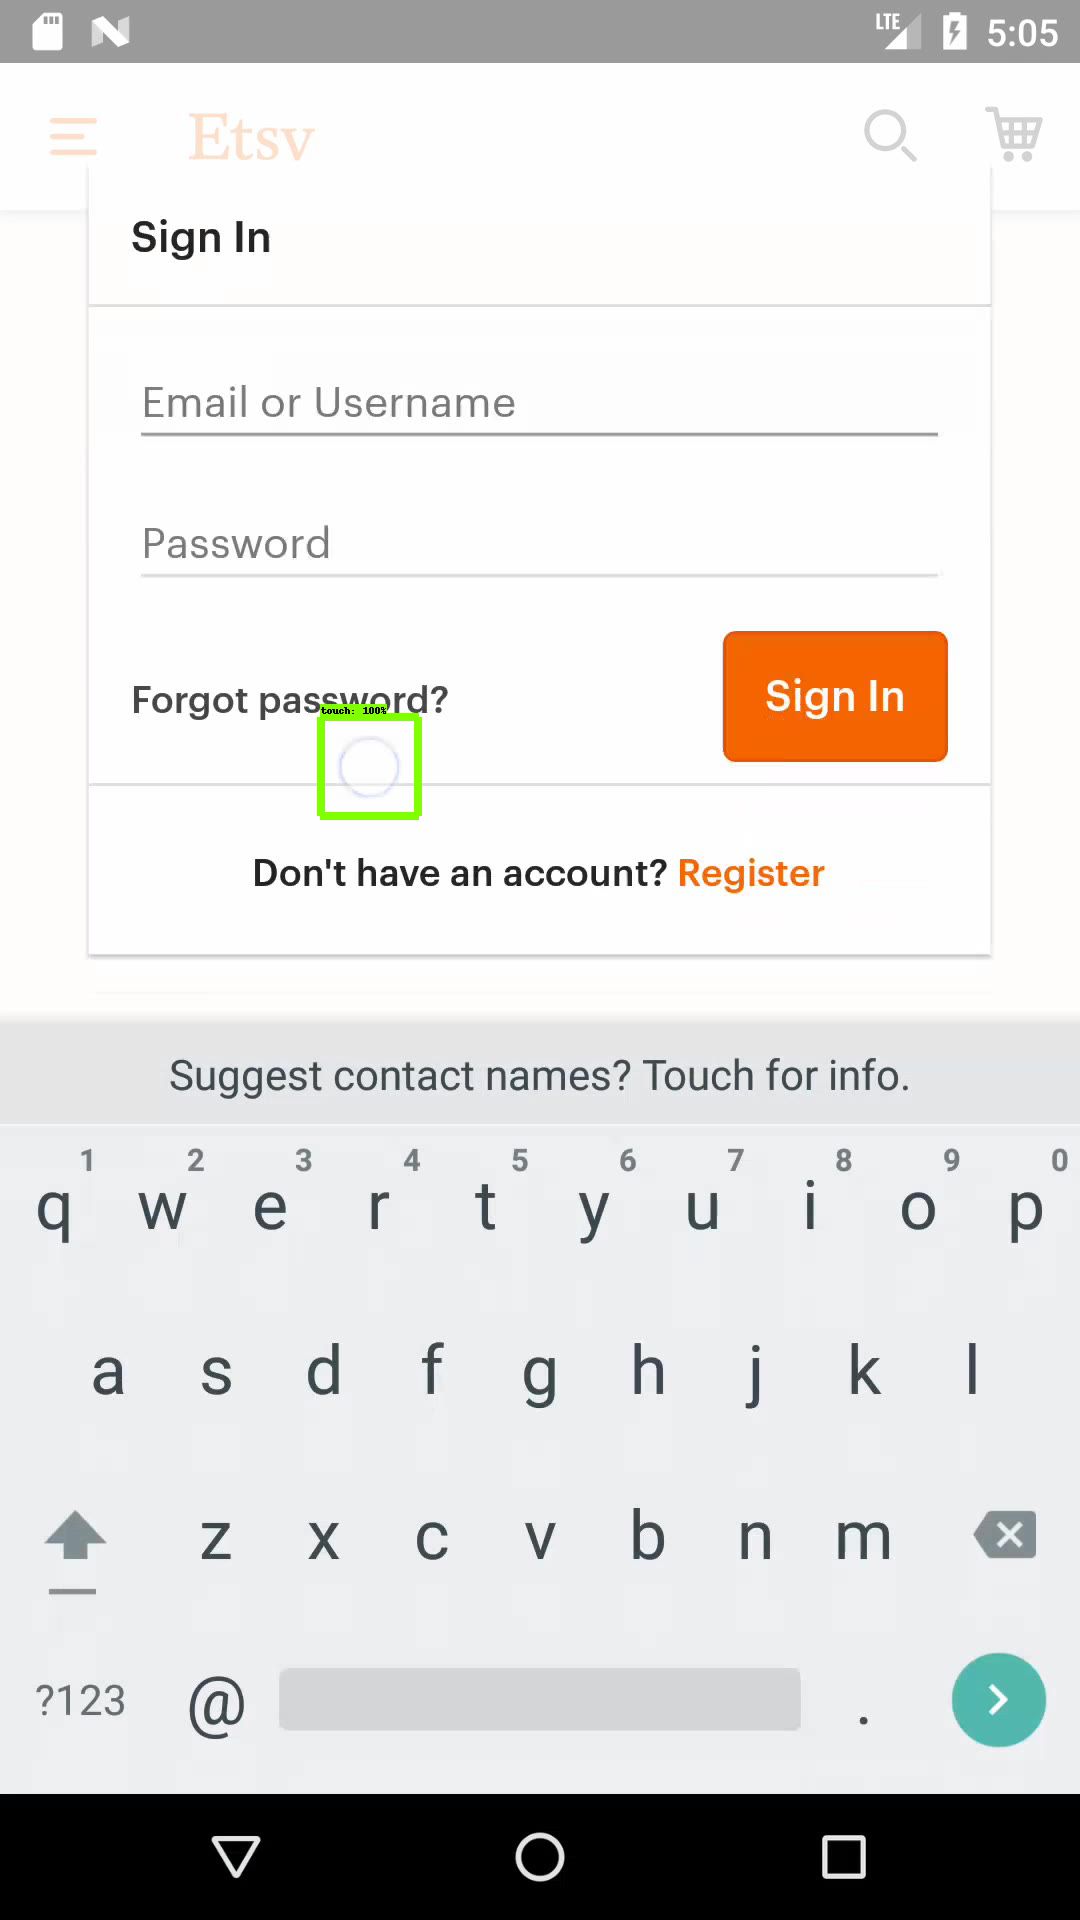 LTE 5:05
Etsy
Sign In
Email or Username
Password
Forgot password?
Sign In
touch: 100%
Don't have an account? Register
Suggest contact names? Touch for info.
1 2 3 4 5 6 7 8 9 0
q w e r t y u i o p
a s d f g h j k l
z x c v b n m
?123 @ .